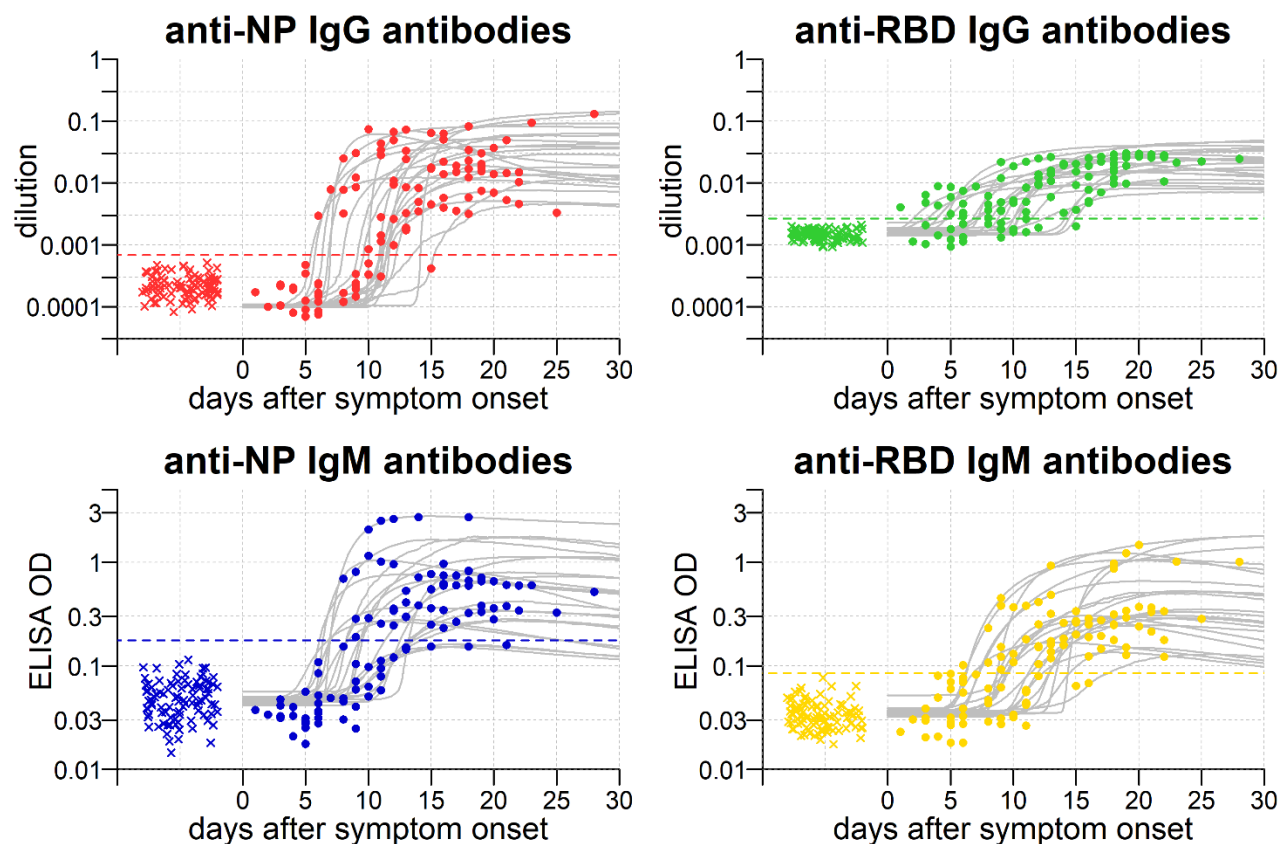 anti-NP IgG antibodies
dilution
1
0.1
0.01
0.001
0.0001
0 5 10 15 20 25 30
days after symptom onset
anti-RBD IgG antibodies
dilution
1
0.1
0.01
0.001
0.0001
0 5 10 15 20 25 30
days after symptom onset
anti-NP IgM antibodies
ELISA OD
3
1
0.3
0.1
0.03
0.01
0 5 10 15 20 25 30
days after symptom onset
anti-RBD IgM antibodies
ELISA OD
3
1
0.3
0.1
0.03
0.01
0 5 10 15 20 25 30
days after symptom onset